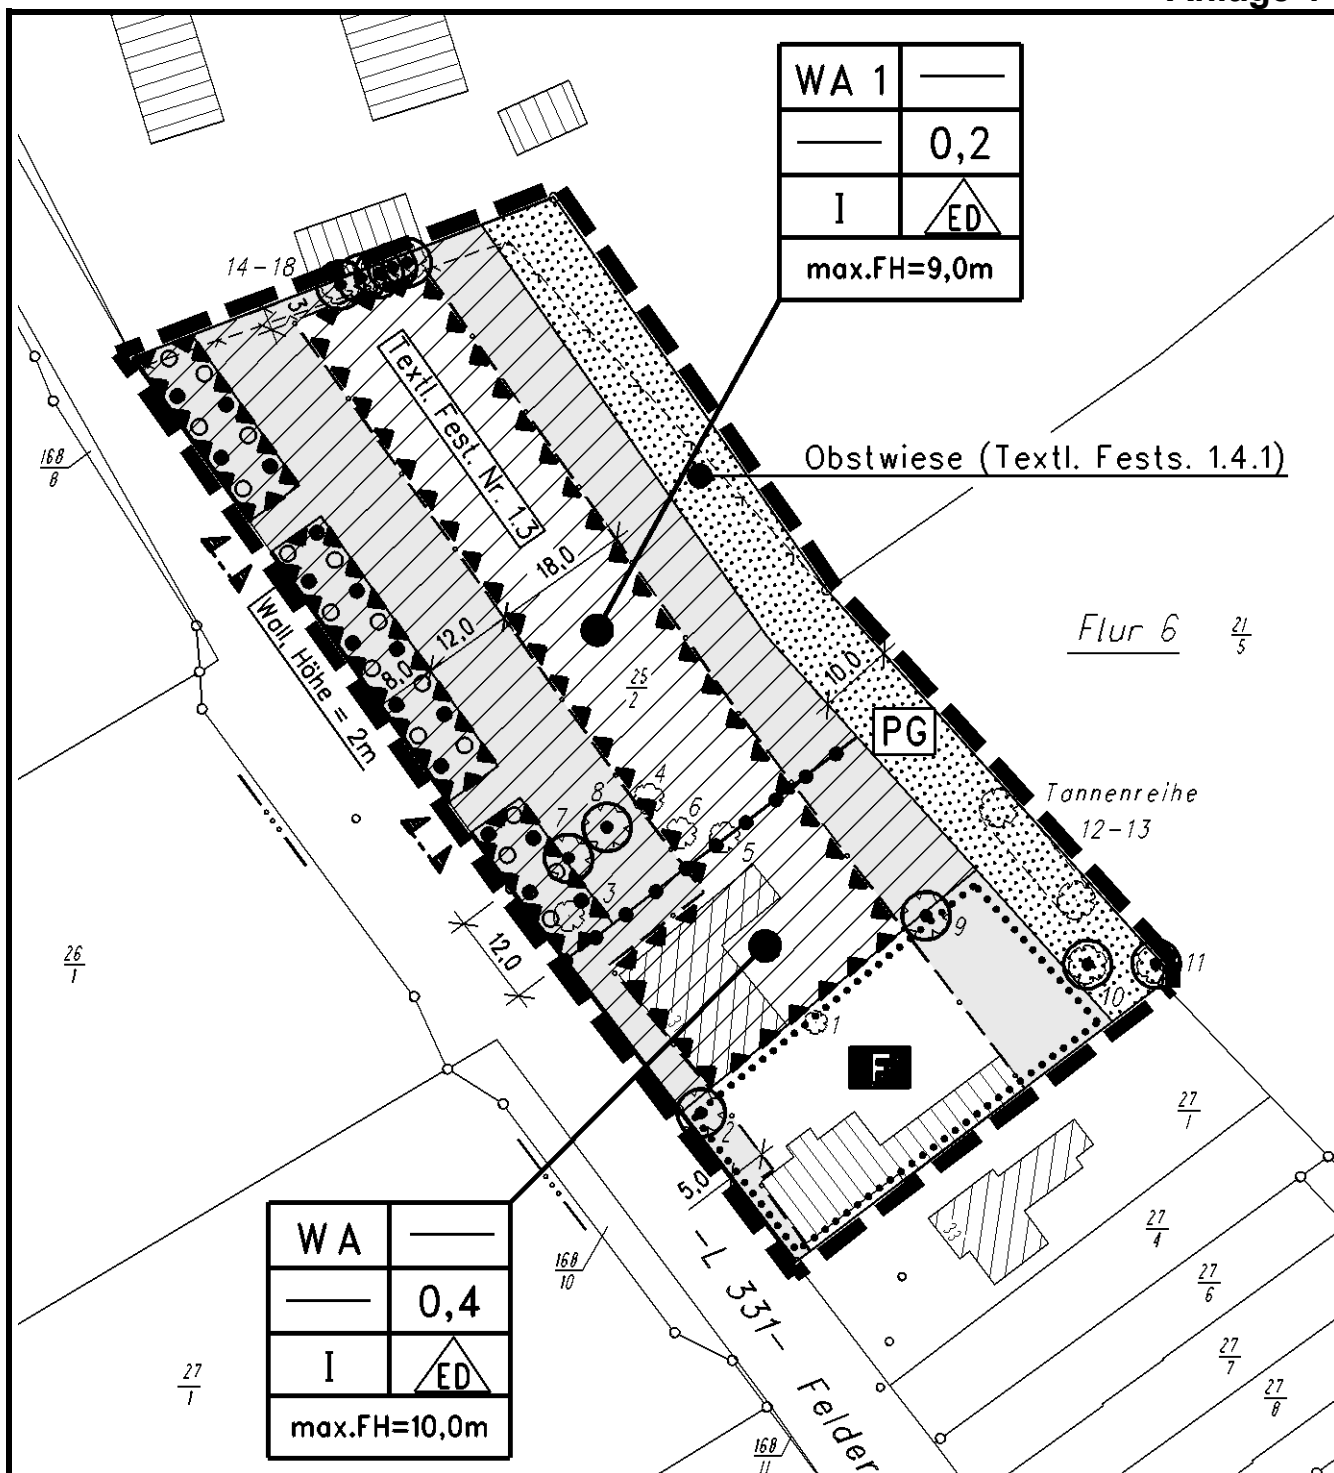 WA 1
0,2
I
ED
max.FH=9,0m
14-18
3
Textl. Fest. Nr. 1.3
Obstwiese (Textl. Fests. 1.4.1)
168
8
18,0
12,0
8,0
Wall, Höhe = 2m
Flur 6
21
5
25
2
10,0
PG
Tannenreihe
12-13
4
8
7
6
5
3
9
12,0
26
1
11
10
1
F
2
5,0
27
1
33
27
4
WA
0,4
I
ED
max.FH=10,0m
168
10
-L 331-
Felder
27
6
27
7
27
8
27
1
168
11